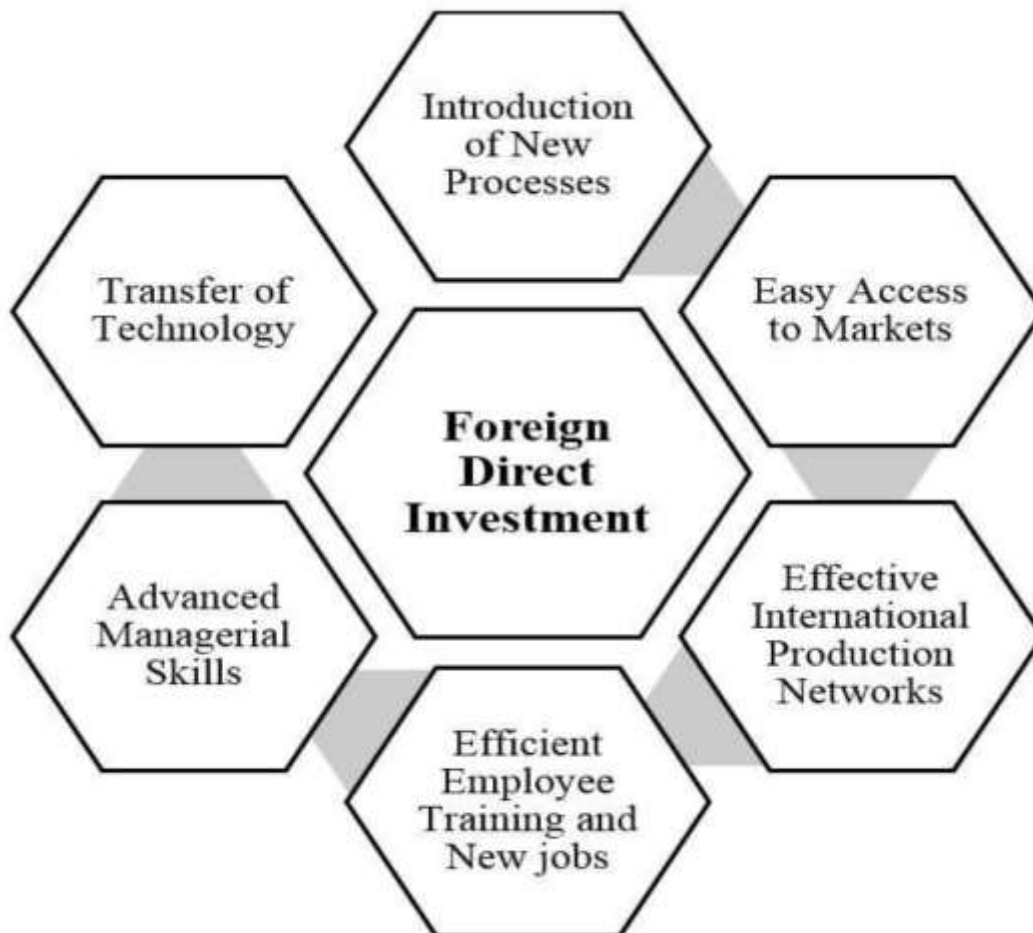 Introduction
of New
Processes
Transfer of
Technology
Easy Access
to Markets
Foreign
Direct
Investment
Advanced
Managerial
Skills
Effective
International
Production
Networks
Efficient
Employee
Training and
New jobs